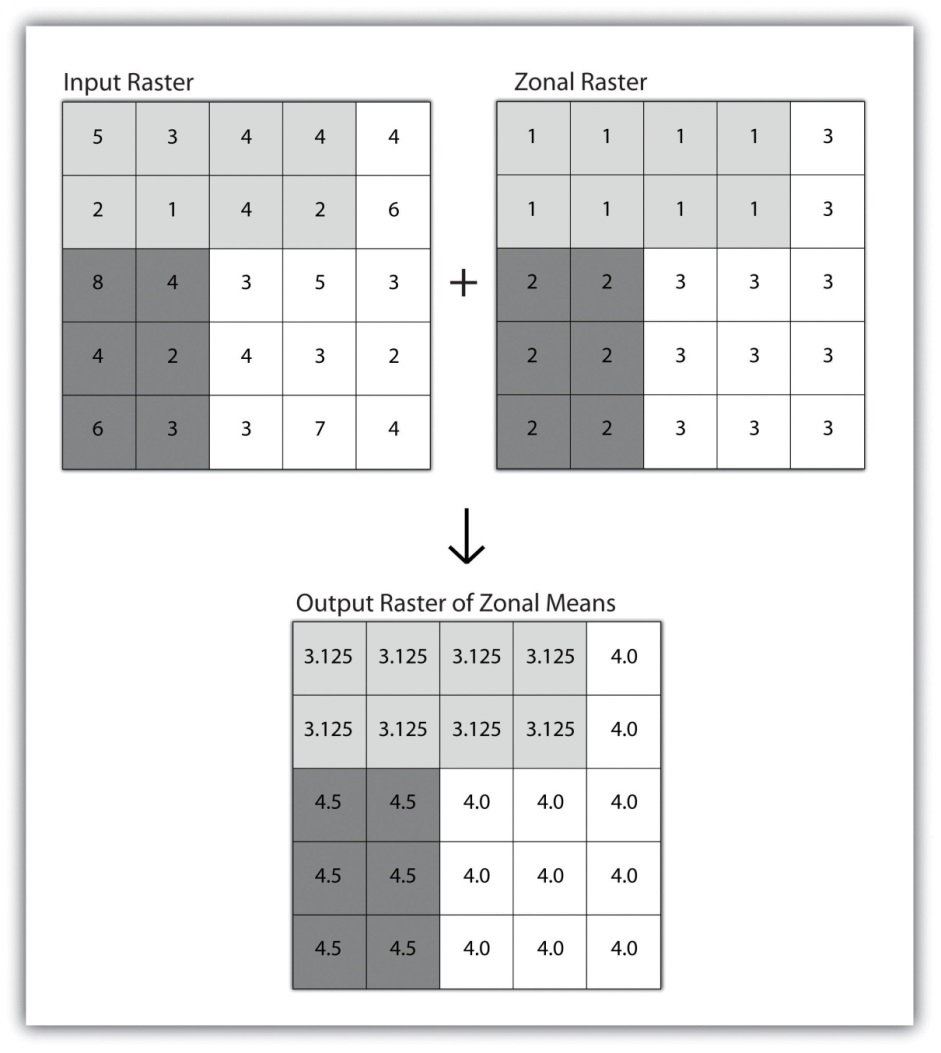 Input Raster Zonal Raster
5 3 4 4 4 1 1 1 1 3
2 1 4 2 6 1 1 1 1 3
8 4 3 5 3 + 2 2 3 3 3
4 2 4 3 2 2 2 3 3 3
6 3 3 7 4 2 2 3 3 3
Output Raster of Zonal Means
3.125 3.125 3.125 3.125 4.0
3.125 3.125 3.125 3.125 4.0
4.5 4.5 4.0 4.0 4.0
4.5 4.5 4.0 4.0 4.0
4.5 4.5 4.0 4.0 4.0